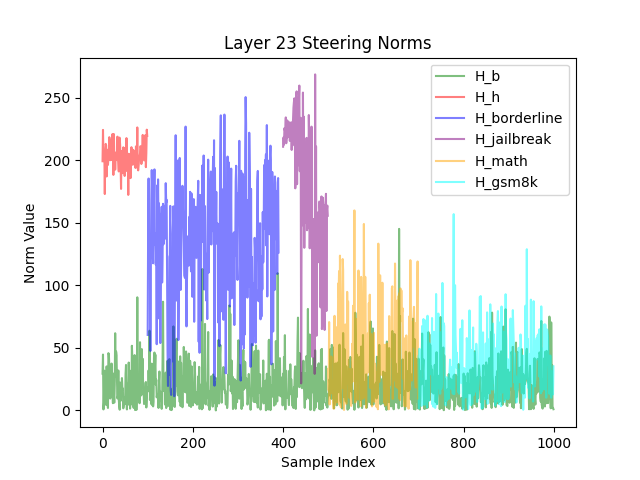 Layer 23 Steering Norms
Norm Value
250
200
150
100
50
0
H_b
H_h
H_borderline
H_jailbreak
H_math
H_gsm8k
0 200 400 600 800 1000
Sample Index